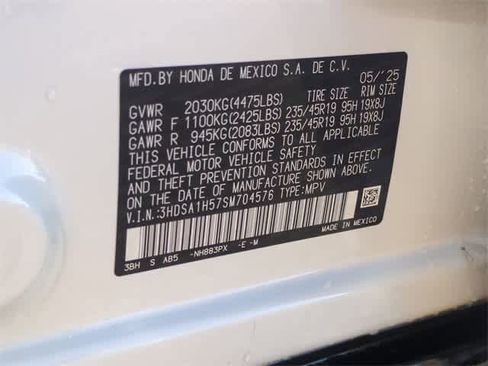 MFD.BY HONDA DE MEXICO S.A. DE C.V.
05/'25
TIRE SIZE RIM SIZE
GVWR 2030KG(4475LBS)
GAWR F 1100KG(2425LBS) 235/45R19 95H 19X8J
GAWR R 945KG(2083LBS) 235/45R19 95H 19X8J
THIS VEHICLE CONFORMS TO ALL APPLICABLE
FEDERAL MOTOR VEHICLE SAFETY
AND THEFT PREVENTION STANDARDS IN EFFECT
ON THE DATE OF MANUFACTURE SHOWN ABOVE.
V.I.N:3HDSA1H57SM704576 TYPE:MPV
MADE IN MEXICO
3BH S AB5 -NH883PX -E -M